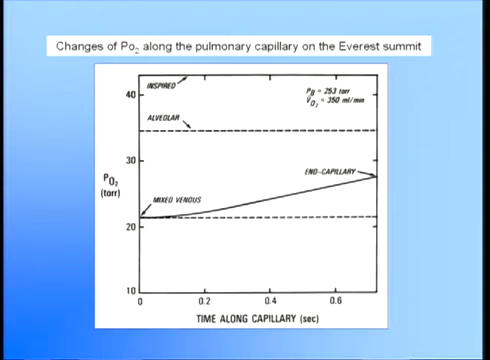 Changes of Po2 along the pulmonary capillary on the Everest summit
INSPIRED
PB = 253 torr
V̇O2 = 350 ml/min
ALVEOLAR
END-CAPILLARY
MIXED VENOUS
PO2
(torr)
40
30
20
10
0 0.2 0.4 0.6
TIME ALONG CAPILLARY (sec)